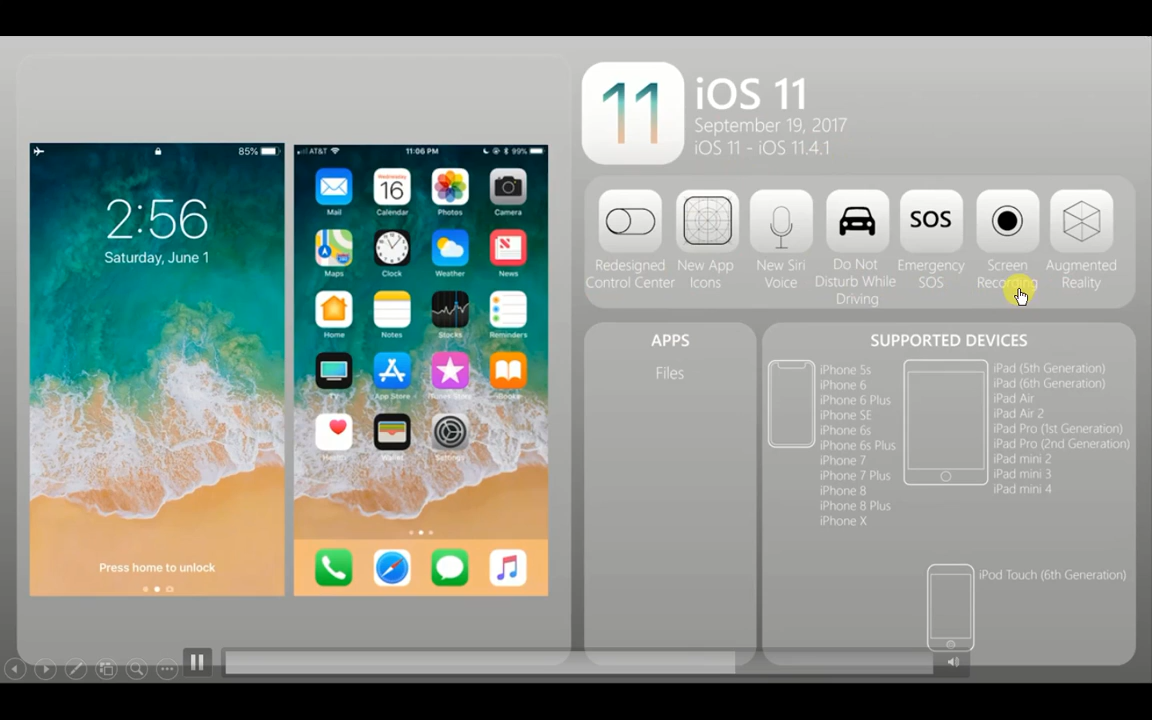 85%
2:56
Saturday, June 1
Press home to unlock
AT&T
11:06 PM
99%
Wednesday
16
Mail
Calendar
Photos
Camera
Maps
Clock
Weather
News
Home
Notes
Stocks
Reminders
TV
App Store
iTunes Store
iBooks
Health
Wallet
Settings
11
iOS 11
September 19, 2017
iOS 11 - iOS 11.4.1
SOS
Redesigned
Control Center
New App
Icons
New Siri
Voice
Do Not
Disturb While
Driving
Emergency
SOS
Screen
Recording
Augmented
Reality
APPS
Files
SUPPORTED DEVICES
iPhone 5s
iPhone 6
iPhone 6 Plus
iPhone SE
iPhone 6s
iPhone 6s Plus
iPhone 7
iPhone 7 Plus
iPhone 8
iPhone 8 Plus
iPhone X
iPad (5th Generation)
iPad (6th Generation)
iPad Air
iPad Air 2
iPad Pro (1st Generation)
iPad Pro (2nd Generation)
iPad mini 2
iPad mini 3
iPad mini 4
iPod Touch (6th Generation)